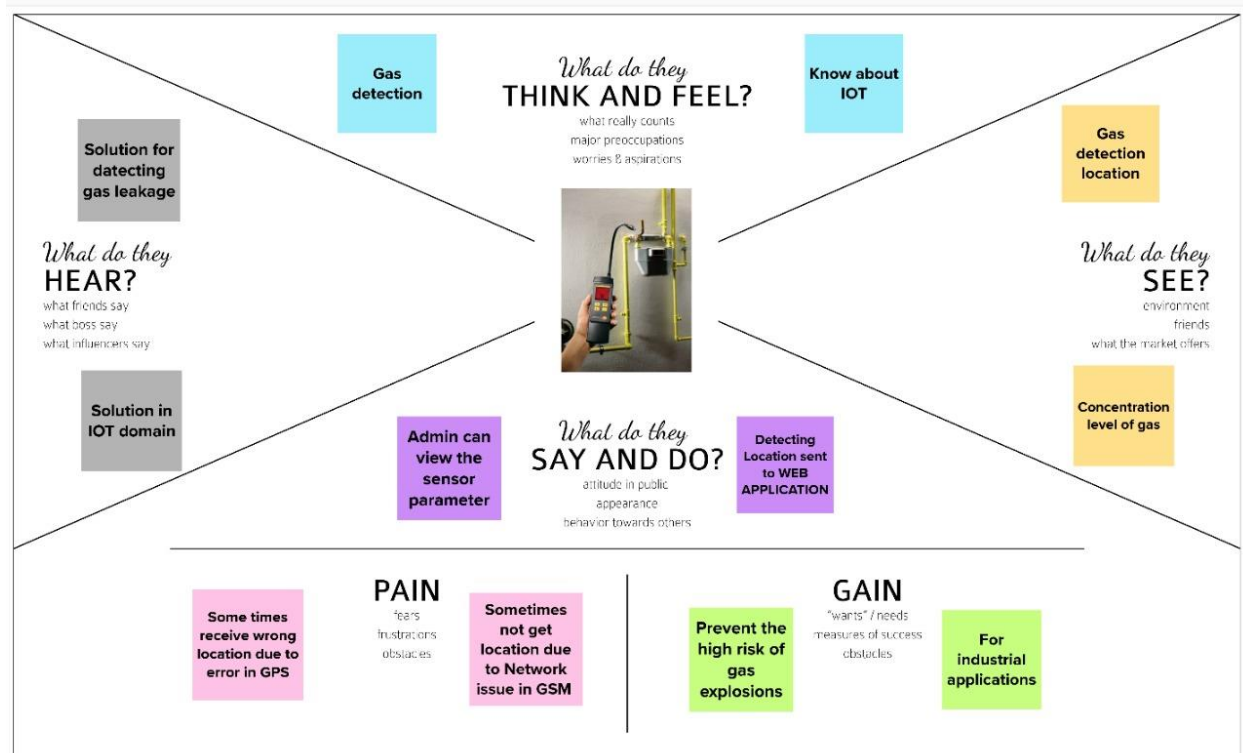 Gas
detection
What do they
THINK AND FEEL?
what really counts
major preoccupations
worries & aspirations
Know about
IOT
Solution for
datecting
gas leakage
What do they
HEAR?
what friends say
what boss say
what influencers say
Solution in
IOT domain
Gas
detection
location
What do they
SEE?
environment
friends
what the market offers
Concentration
level of gas
Admin can
view the
sensor
parameter
What do they
SAY AND DO?
attitude in public
appearance
behavior towards others
Detecting
Location sent
to WEB
APPLICATION
Some times
receive wrong
location due to
error in GPS
PAIN
fears
frustrations
obstacles
Sometimes
not get
location due
to Network
issue in GSM
Prevent the
high risk of
gas
explosions
GAIN
"wants" / needs
measures of success
obstacles
For
industrial
applications